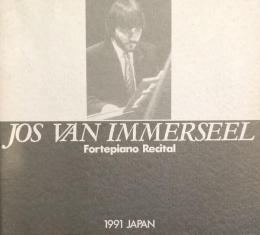 JOS VAN IMMERSEEL
Fortepiano Recital
1991 JAPAN